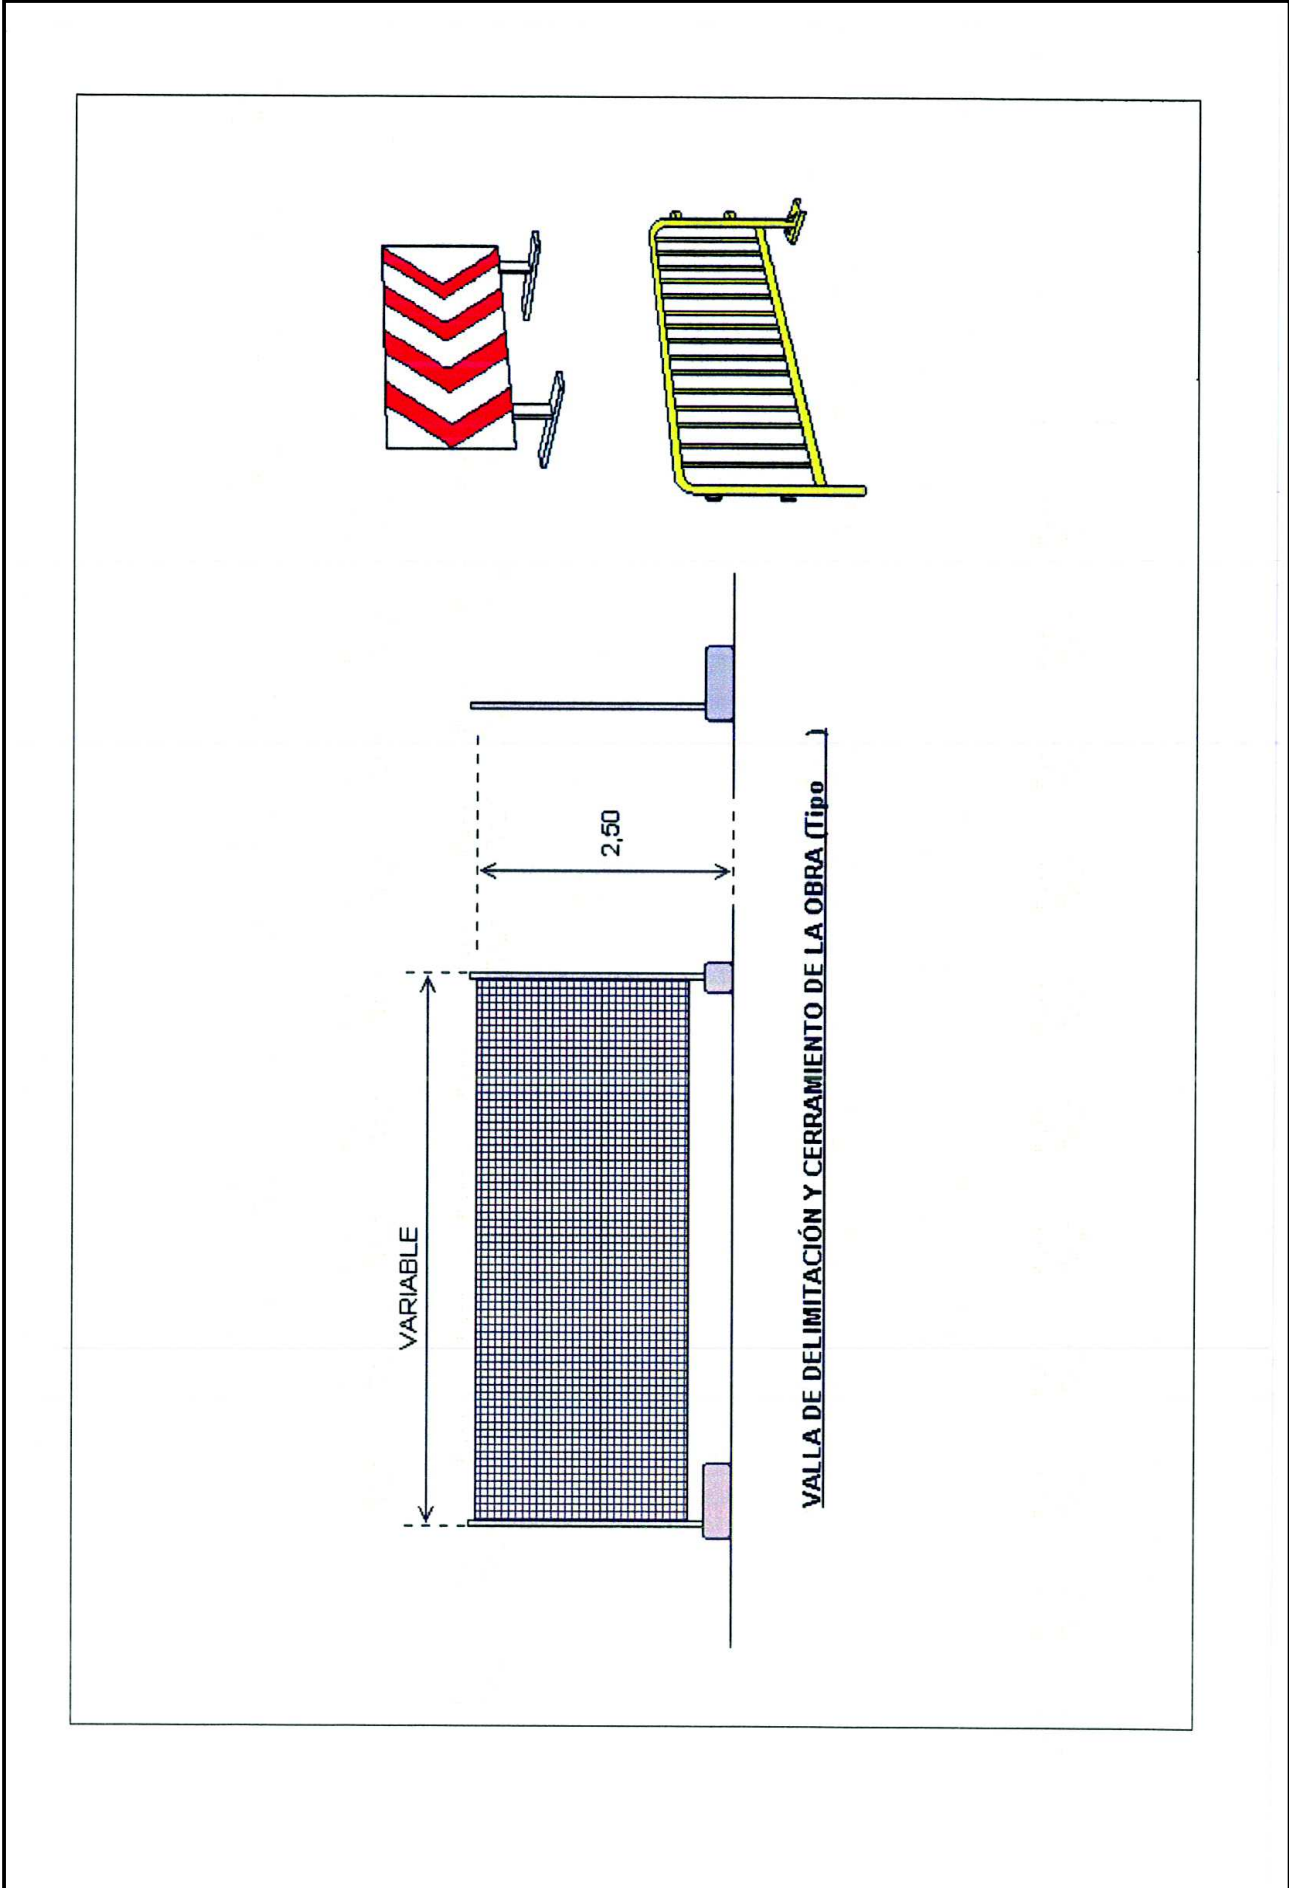 VARIABLE
2,50
VALLA DE DELIMITACIÓN Y CERRAMIENTO DE LA OBRA (Tipo )